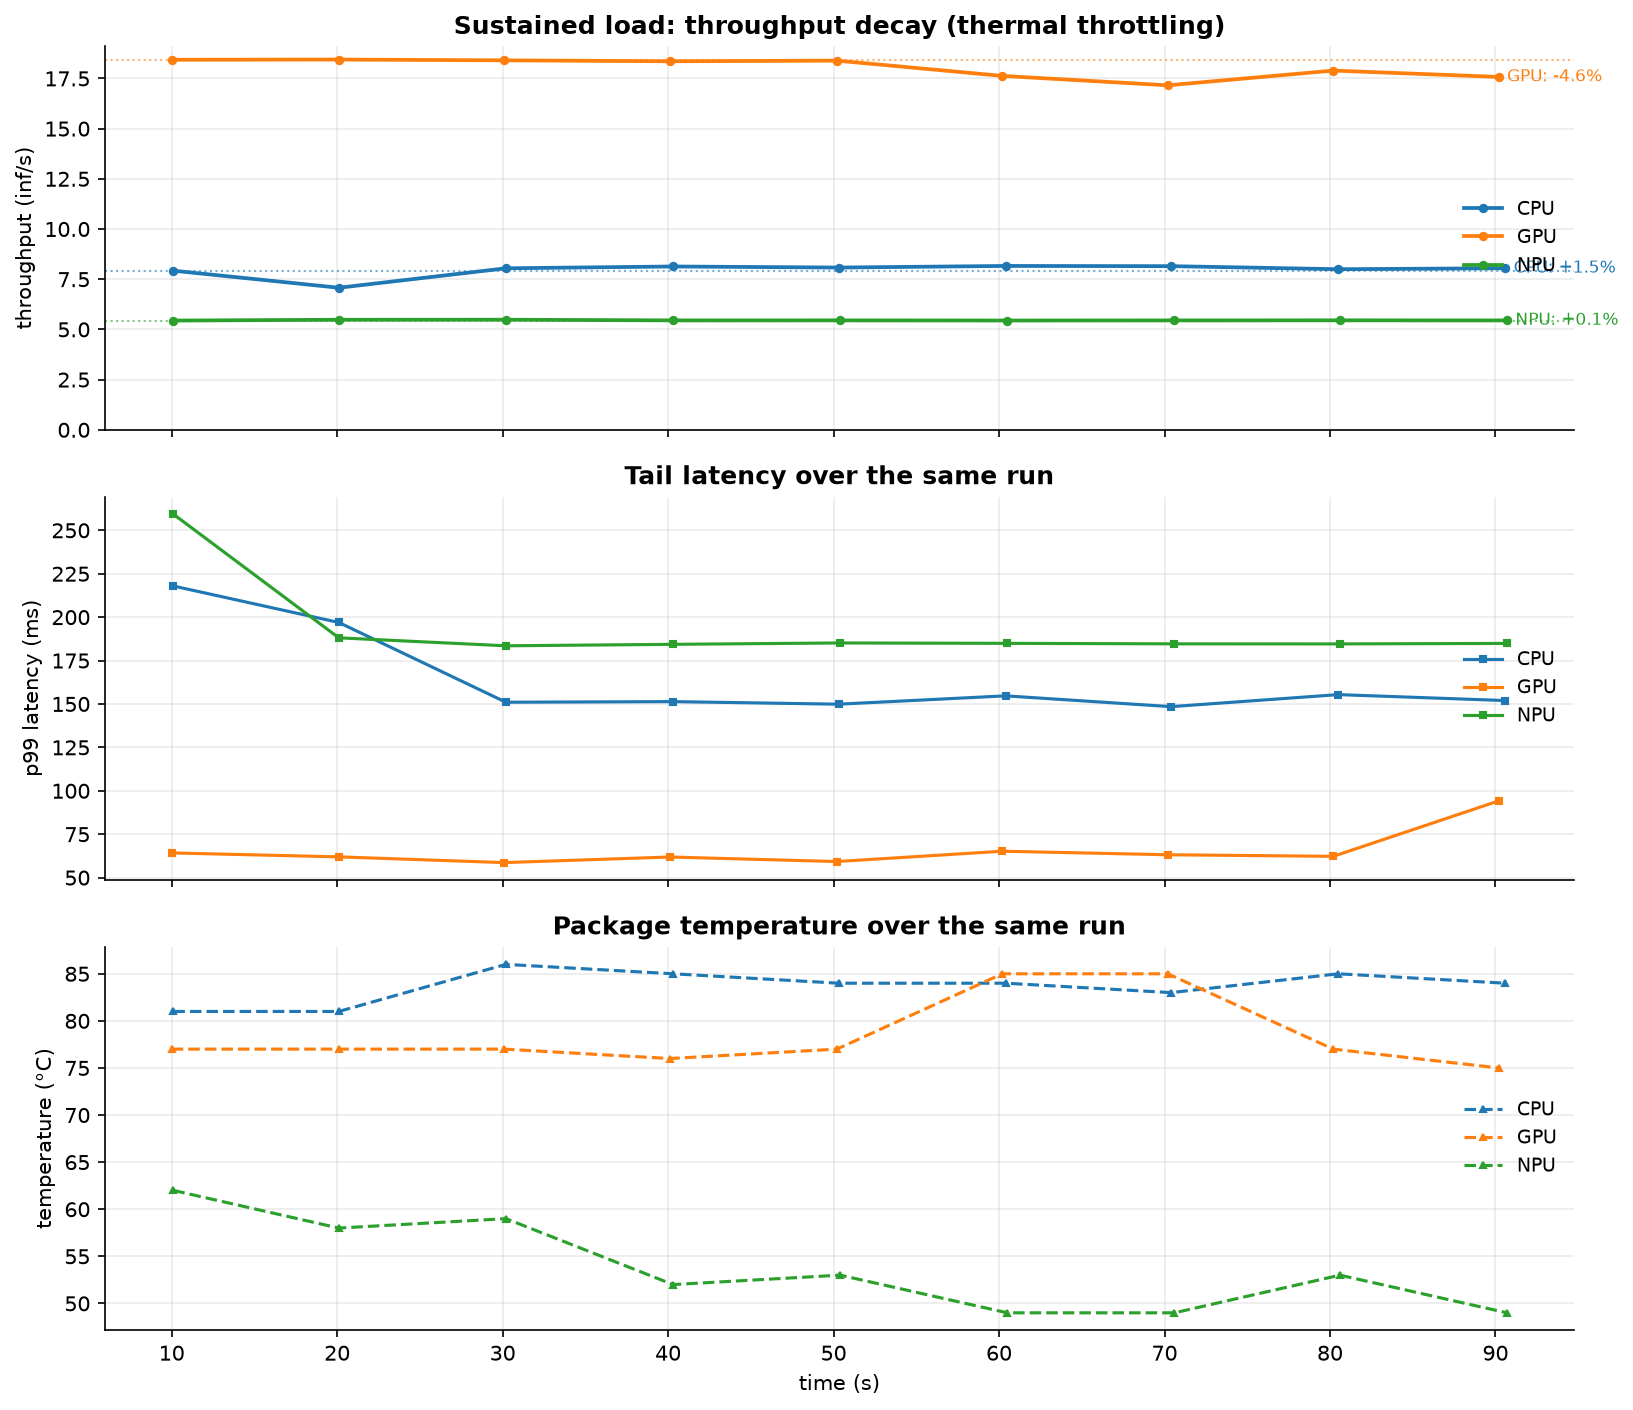 Sustained load: throughput decay (thermal throttling)
throughput (inf/s)
17.5
15.0
12.5
10.0
7.5
5.0
2.5
0.0
GPU: -4.6%
CPU
GPU
NPU
CPU: +1.5%
NPU: +0.1%
Tail latency over the same run
p99 latency (ms)
250
225
200
175
150
125
100
75
50
CPU
GPU
NPU
Package temperature over the same run
temperature (°C)
85
80
75
70
65
60
55
50
CPU
GPU
NPU
10 20 30 40 50 60 70 80 90
time (s)